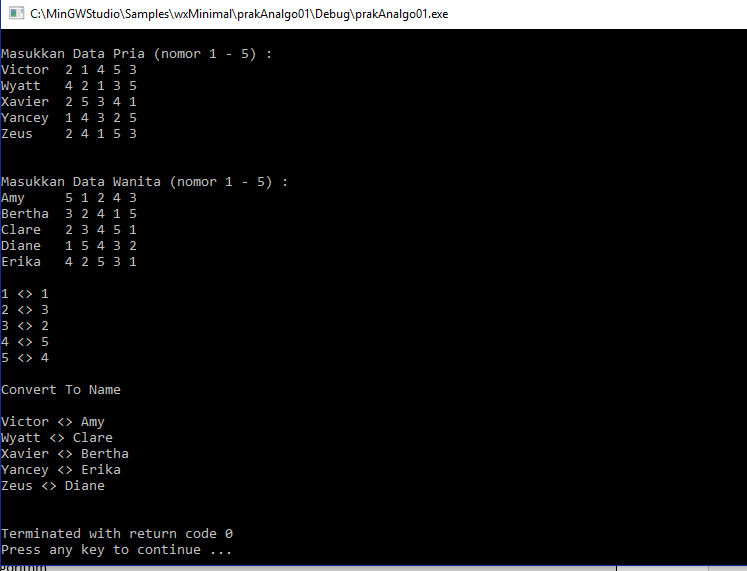 C:\MinGWStudio\Samples\wxMinimal\prakAnalgo01\Debug\prakAnalgo01.exe
Masukkan Data Pria (nomor 1 - 5) :
Victor  2 1 4 5 3
Wyatt   4 2 1 3 5
Xavier  2 5 3 4 1
Yancey  1 4 3 2 5
Zeus    2 4 1 5 3
Masukkan Data Wanita (nomor 1 - 5) :
Amy     5 1 2 4 3
Bertha  3 2 4 1 5
Clare   2 3 4 5 1
Diane   1 5 4 3 2
Erika   4 2 5 3 1
1 <> 1
2 <> 3
3 <> 2
4 <> 5
5 <> 4
Convert To Name
Victor <> Amy
Wyatt <> Clare
Xavier <> Bertha
Yancey <> Erika
Zeus <> Diane
Terminated with return code 0
Press any key to continue ...